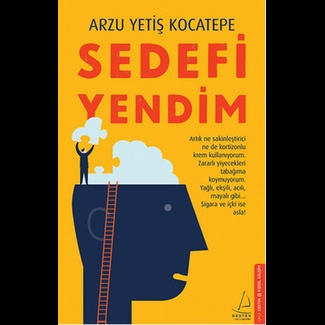 ARZU YETİŞ KOCATEPE
SEDEFİ
YENDİM
Artık ne sakinleştirici
ne de kortizonlu
krem kullanıyorum.
Zararlı yiyecekleri
tabağıma
koymuyorum.
Yağlı, ekşili, acılı,
mayalı gibi...
Sigara ve içki ise
asla!
DESTEK